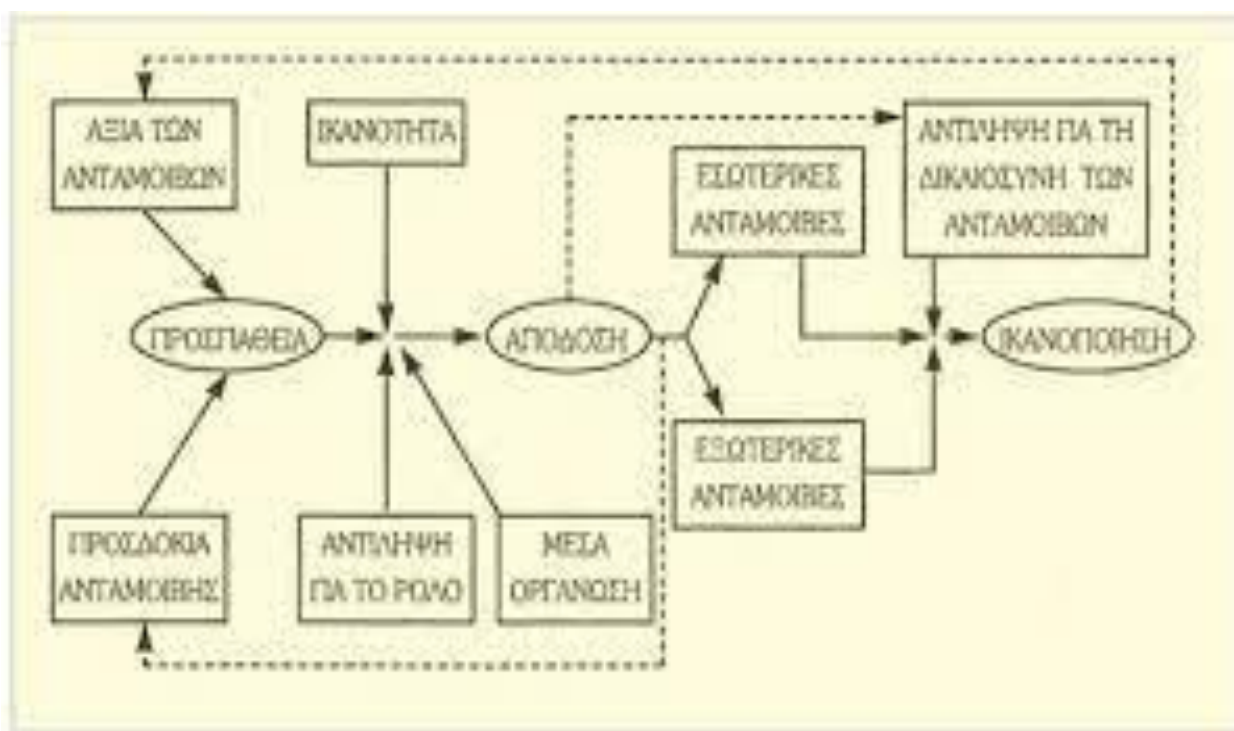 ΑΞΙΑ ΤΩΝ
ΑΝΤΑΜΟΙΒΩΝ
ΙΚΑΝΟΤΗΤΑ
ΕΣΩΤΕΡΙΚΕΣ
ΑΝΤΑΜΟΙΒΕΣ
ΑΝΤΙΛΗΨΗ ΓΙΑ ΤΗ
ΔΙΚΑΙΟΣΥΝΗ ΤΩΝ
ΑΝΤΑΜΟΙΒΩΝ
ΠΡΟΣΠΑΘΕΙΑ
ΑΠΟΔΟΣΗ
ΙΚΑΝΟΠΟΙΗΣΗ
ΕΞΩΤΕΡΙΚΕΣ
ΑΝΤΑΜΟΙΒΕΣ
ΠΡΟΣΔΟΚΙΑ
ΑΝΤΑΜΟΙΒΗΣ
ΑΝΤΙΛΗΨΗ
ΓΙΑ ΤΟ ΡΟΛΟ
ΜΕΣΑ
ΟΡΓΑΝΩΣΗ